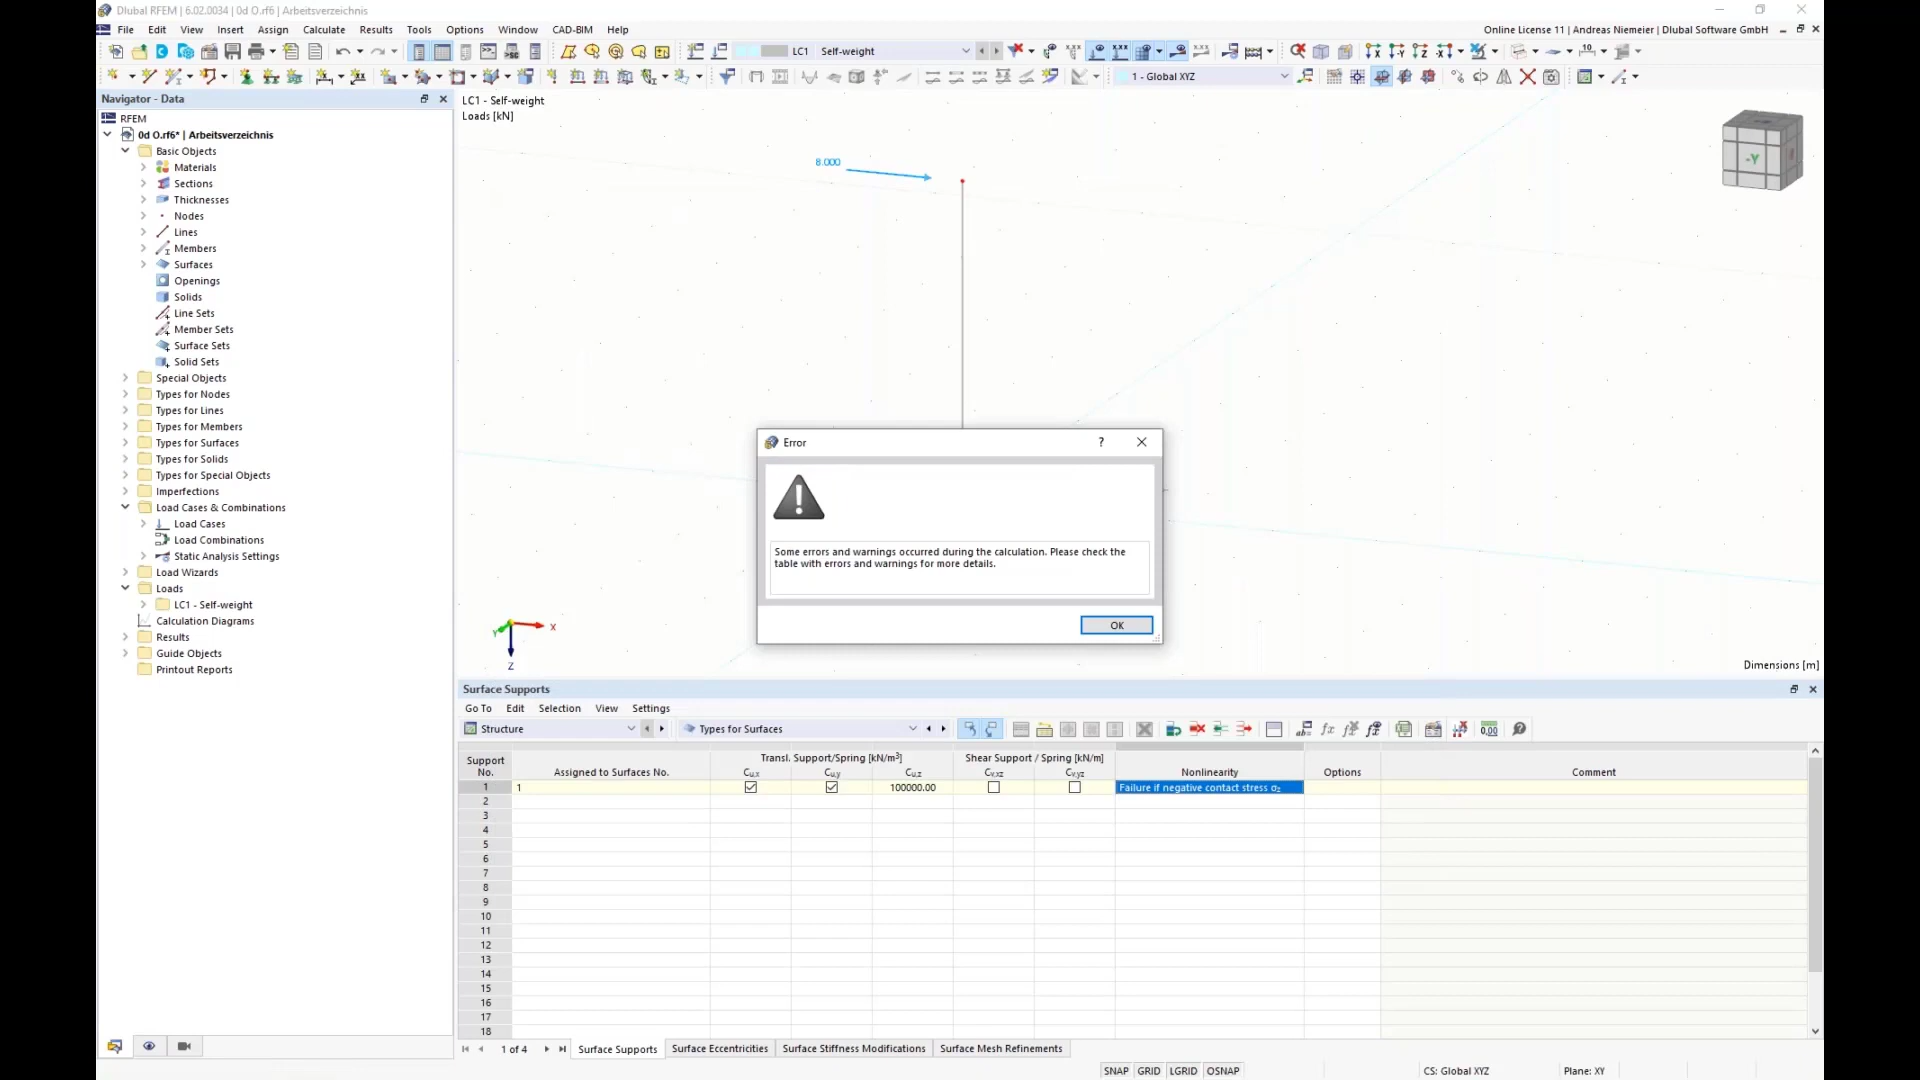 Dlubal RFEM | 6.02.0034 | 0d O.rf6 | Arbeitsverzeichnis
File Edit View Insert Assign Calculate Results Tools Options Window CAD-BIM Help
Online License 11 | Andreas Niemeier | Dlubal Software GmbH
LC1 Self-weight
1 - Global XYZ
Navigator - Data
RFEM
0d O.rf6* | Arbeitsverzeichnis
Basic Objects
Materials
Sections
Thicknesses
Nodes
Lines
Members
Surfaces
Openings
Solids
Line Sets
Member Sets
Surface Sets
Solid Sets
Special Objects
Types for Nodes
Types for Lines
Types for Members
Types for Surfaces
Types for Solids
Types for Special Objects
Imperfections
Load Cases & Combinations
Load Cases
Load Combinations
Static Analysis Settings
Load Wizards
Loads
LC1 - Self-weight
Calculation Diagrams
Results
Guide Objects
Printout Reports
LC1 - Self-weight
Loads [kN]
8.000
-Y
X
Y
Z
Dimensions [m]
Error
?
Some errors and warnings occurred during the calculation. Please check the
table with errors and warnings for more details.
OK
Surface Supports
Go To Edit Selection View Settings
Structure
Types for Surfaces
Support
No.
Assigned to Surfaces No.
Transl. Support/Spring [kN/m³]
Cu,x Cu,y Cu,z
Shear Support / Spring [kN/m]
Cv,xz Cv,yz
Nonlinearity
Options
Comment
1 1 100000.00 Failure if negative contact stress σz
2
3
4
5
6
7
8
9
10
11
12
13
14
15
16
17
18
1 of 4
Surface Supports Surface Eccentricities Surface Stiffness Modifications Surface Mesh Refinements
SNAP GRID LGRID OSNAP
CS: Global XYZ
Plane: XY